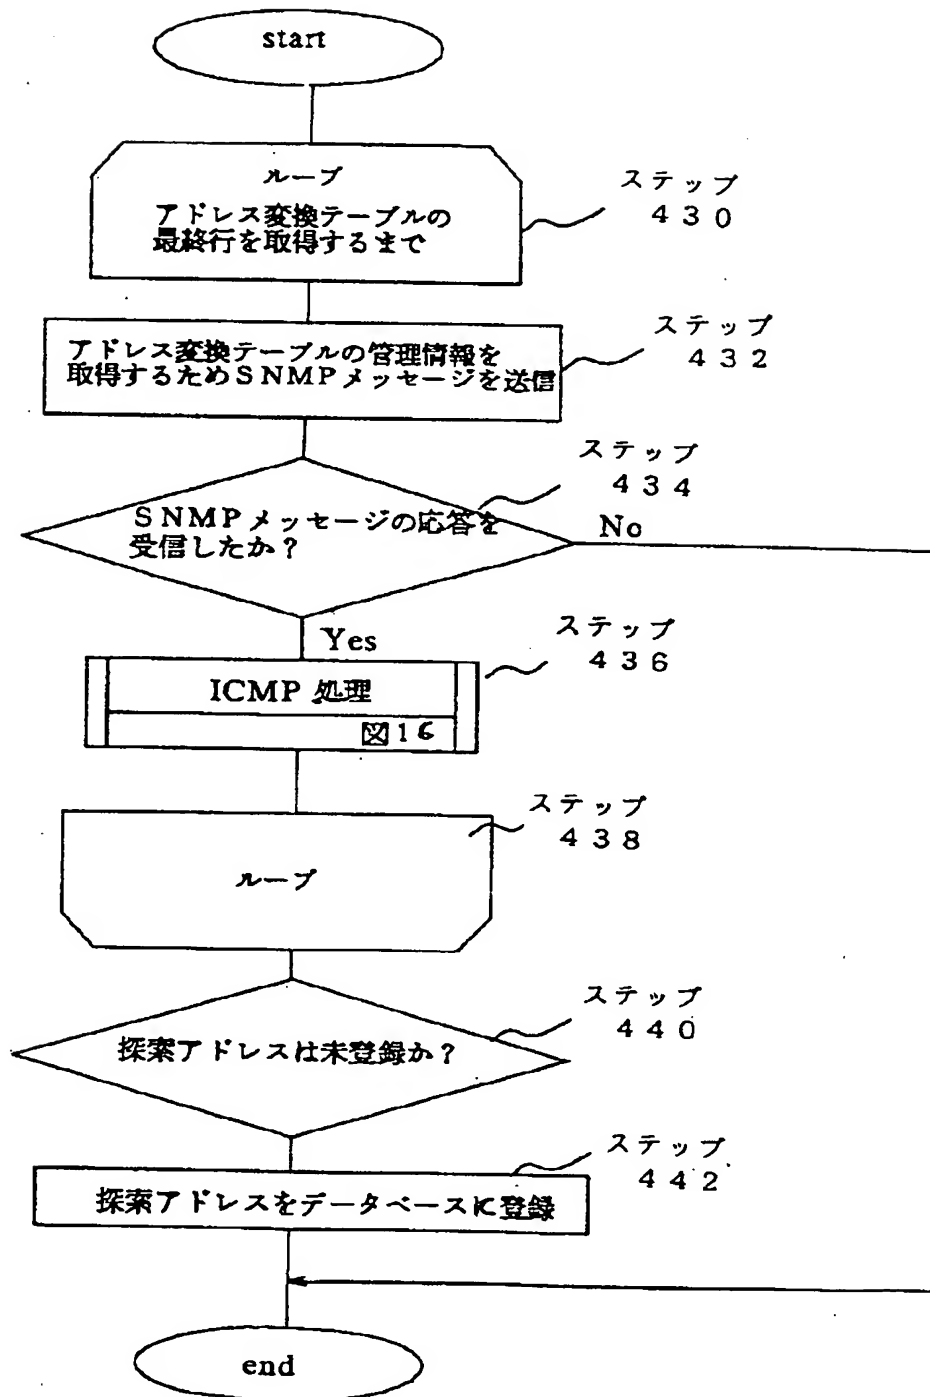 start
ループ
アドレス変換テーブルの
最終行を取得するまで
ステップ
430
アドレス変換テーブルの管理情報を
取得するためSNMPメッセージを送信
ステップ
432
ステップ
434
SNMPメッセージの応答を
受信したか?
No
Yes
ステップ
436
ICMP 処理
図16
ステップ
438
ループ
ステップ
440
探索アドレスは未登録か?
ステップ
442
探索アドレスをデータベースに登録
end